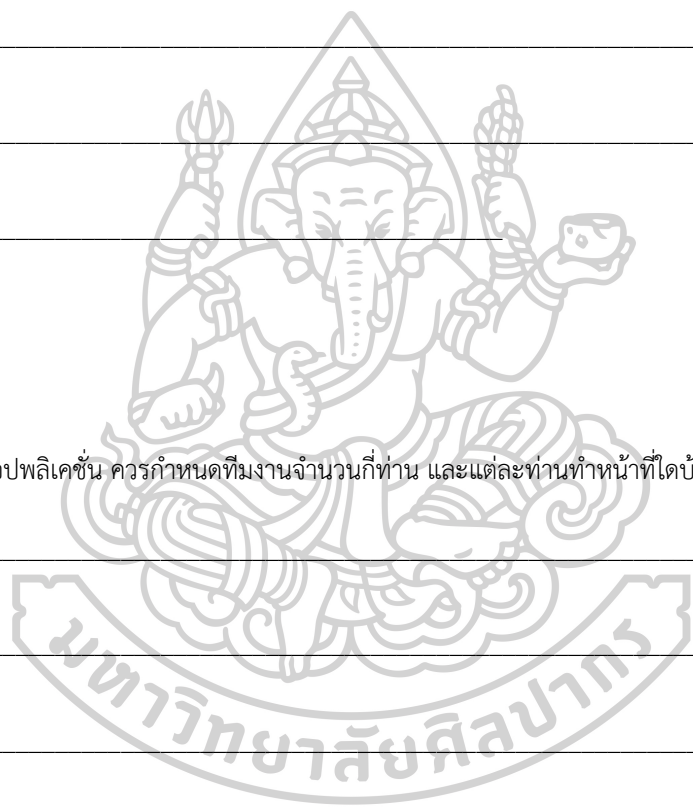 ปพลิเคชั่น ควรกำหนดทีมงานจำนวนกี่ท่าน และแต่ละท่านทำหน้าที่ใดบ้
มหาวิทยาลัยศิลปากร